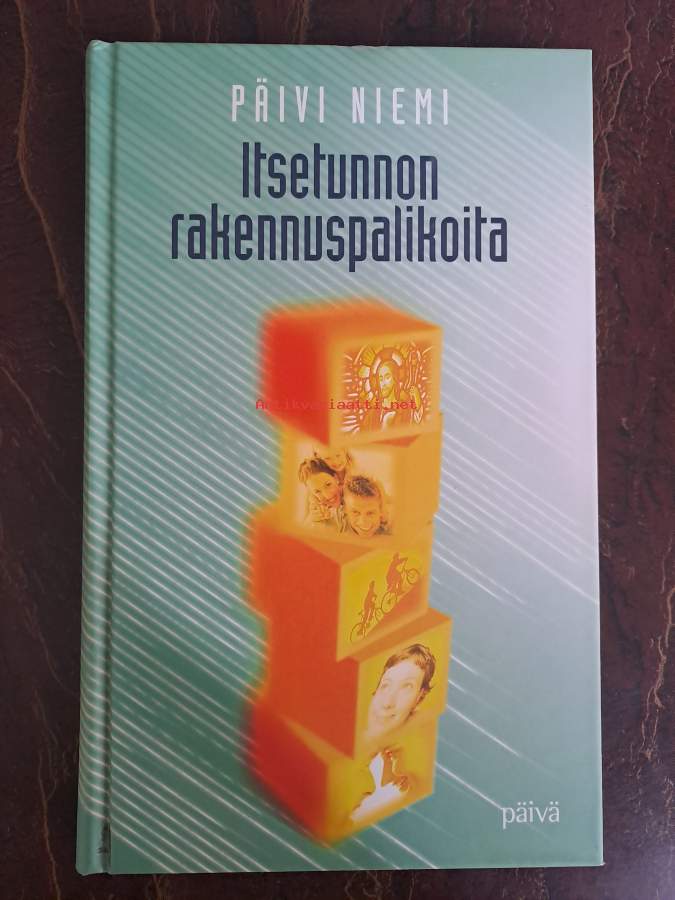 PÄIVI NIEMI
Itsetunnon
rakennuspalikoita
Antikvariaatti.net
päivä